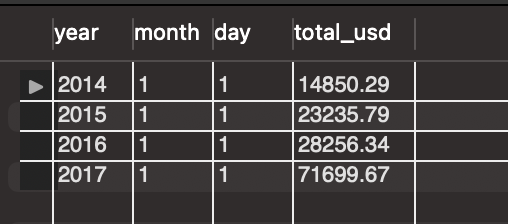 year month day total_usd
2014 1 1 14850.29
2015 1 1 23235.79
2016 1 1 28256.34
2017 1 1 71699.67